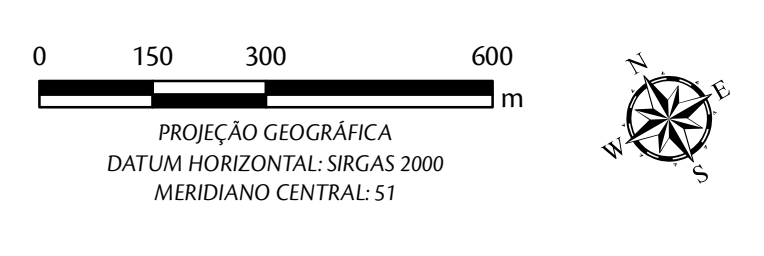 0 150 300 600
m
PROJEÇÃO GEOGRÁFICA
DATUM HORIZONTAL: SIRGAS 2000
MERIDIANO CENTRAL: 51
N
E
W
S